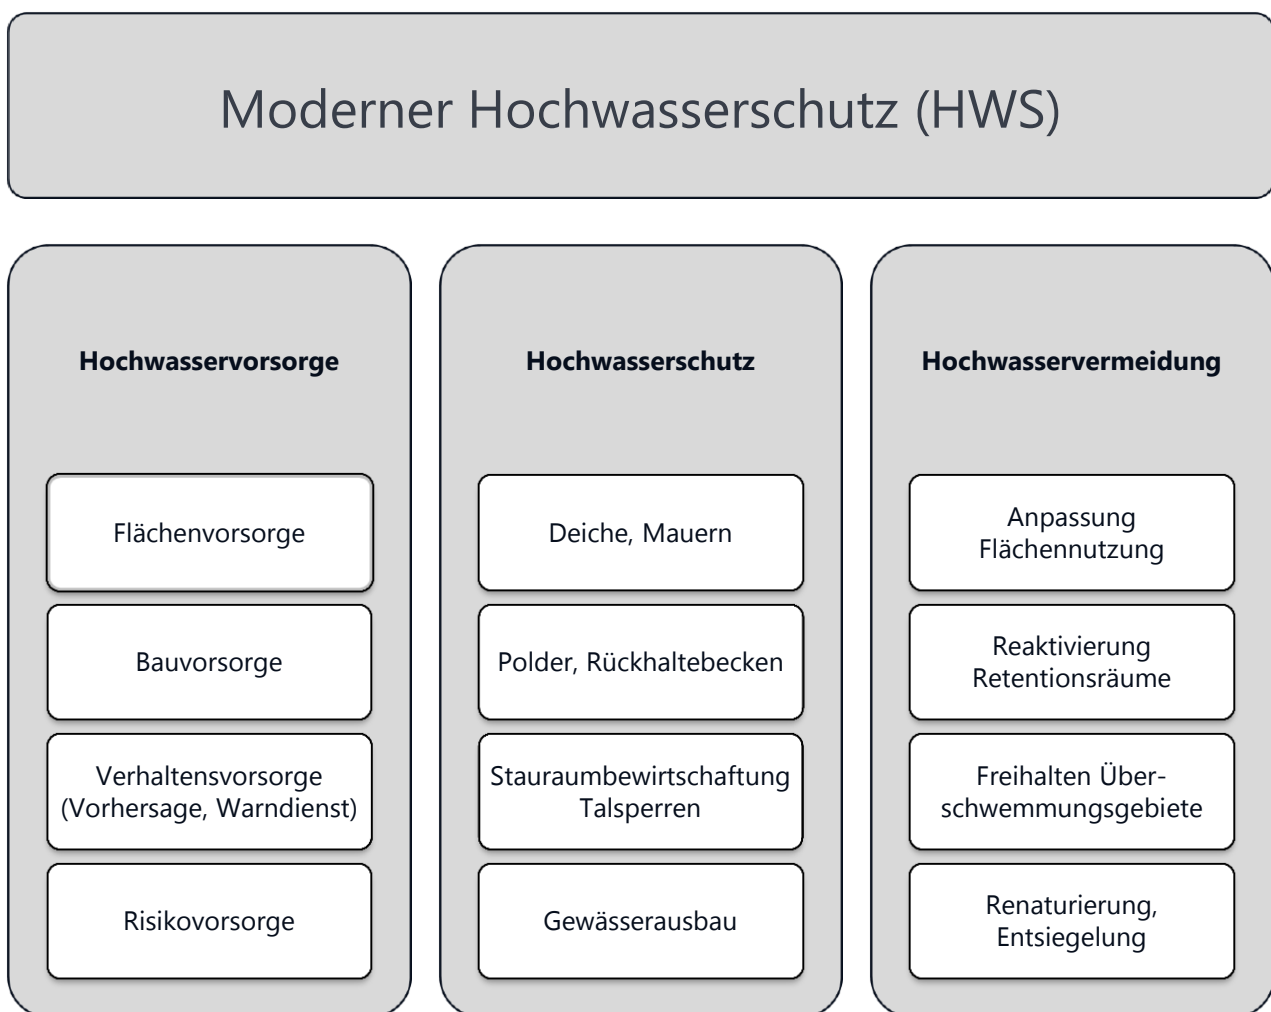 Moderner Hochwasserschutz (HWS)
Hochwasservorsorge
Flächenvorsorge
Bauvorsorge
Verhaltensvorsorge
(Vorhersage, Warndienst)
Risikovorsorge
Hochwasserschutz
Deiche, Mauern
Polder, Rückhaltebecken
Stauraumbewirtschaftung
Talsperren
Gewässerausbau
Hochwasservermeidung
Anpassung
Flächennutzung
Reaktivierung
Retentionsräume
Freihalten Über-
schwemmungsgebiete
Renaturierung,
Entsiegelung